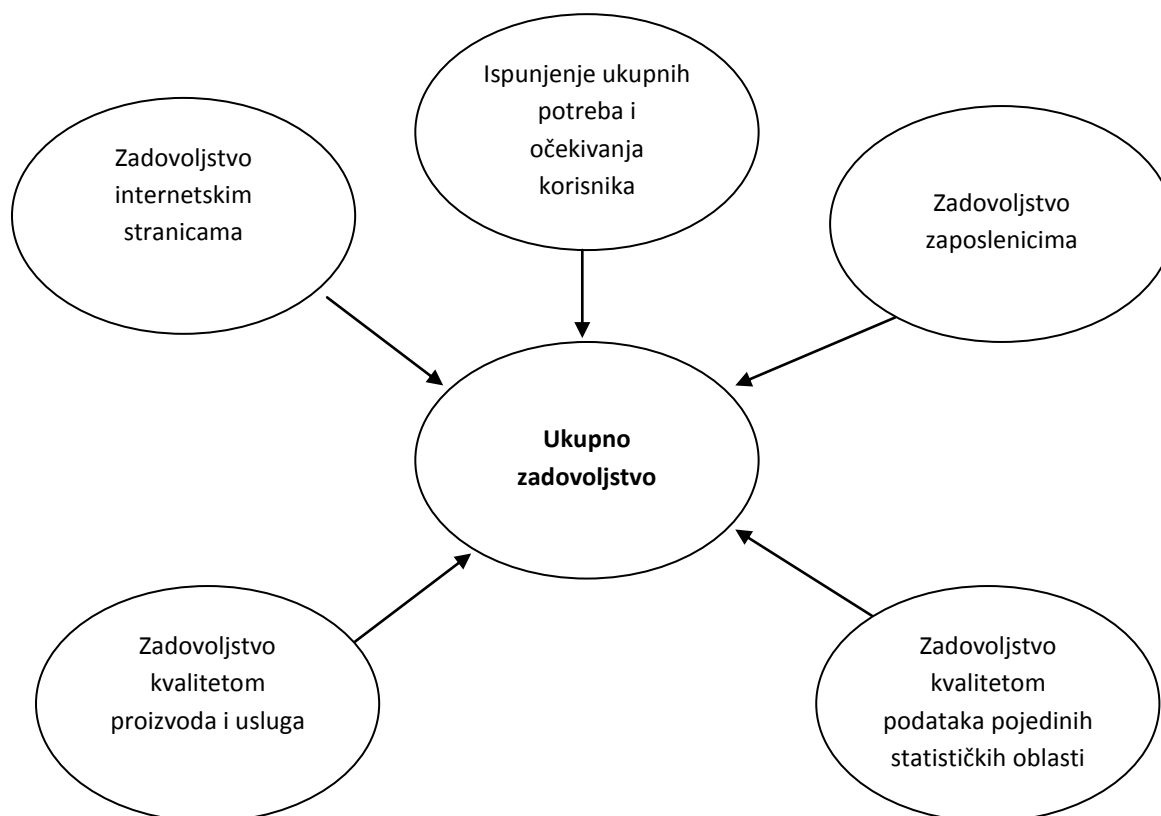 Ispunjenje ukupnih
potreba i
očekivanja
korisnika
Zadovoljstvo
internetskim
stranicama
Zadovoljstvo
zaposlenicima
Ukupno
zadovoljstvo
Zadovoljstvo
kvalitetom
proizvoda i usluga
Zadovoljstvo
kvalitetom
podataka pojedinih
statističkih oblasti